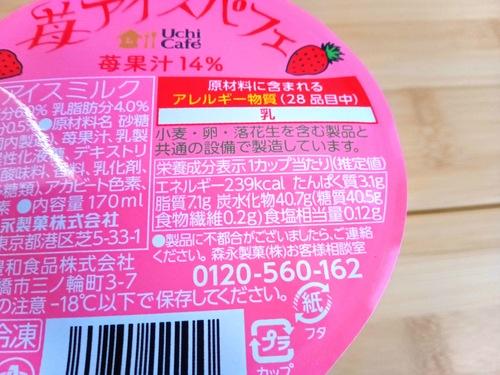 苺アイスパフェ
Uchi Café
苺果汁14%
アイスミルク
乳脂肪分4.0%
●原材料名 砂糖
、苺果汁、乳製
、デキストリ
酸味料、香料、乳化剤、
、アカビート色素、
●内容量 170ml
永製菓株式会社
東京都港区芝5-33-1
和食品株式会社
橋市三ノ輪町3-7
の注意 -18℃以下で保存してください。
冷凍
原材料に含まれる
アレルギー物質(28品目中)
乳
小麦・卵・落花生を含む製品と
共通の設備で製造しています。
栄養成分表示1カップ当たり(推定値)
エネルギー239kcal たんぱく質3.1g
脂質7.1g 炭水化物40.7g(糖質40.5g
食物繊維0.2g)食塩相当量0.12g
●製品に不都合がございましたら、ご連絡
ください。森永製菓(株)お客様相談室
0120-560-162
紙
フタ
プラ
カップ